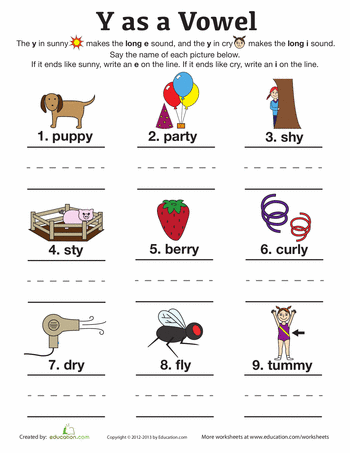 Y as a Vowel
The y in sunny makes the long e sound, and the y in cry makes the long i sound.
Say the name of each picture below.
If it ends like sunny, write an e on the line. If it ends like cry, write an i on the line.
1. puppy
2. party
3. shy
4. sty
5. berry
6. curly
7. dry
8. fly
9. tummy
Created by: education.com
Copyright © 2012-2013 by Education.com
More worksheets at www.education.com/worksheets